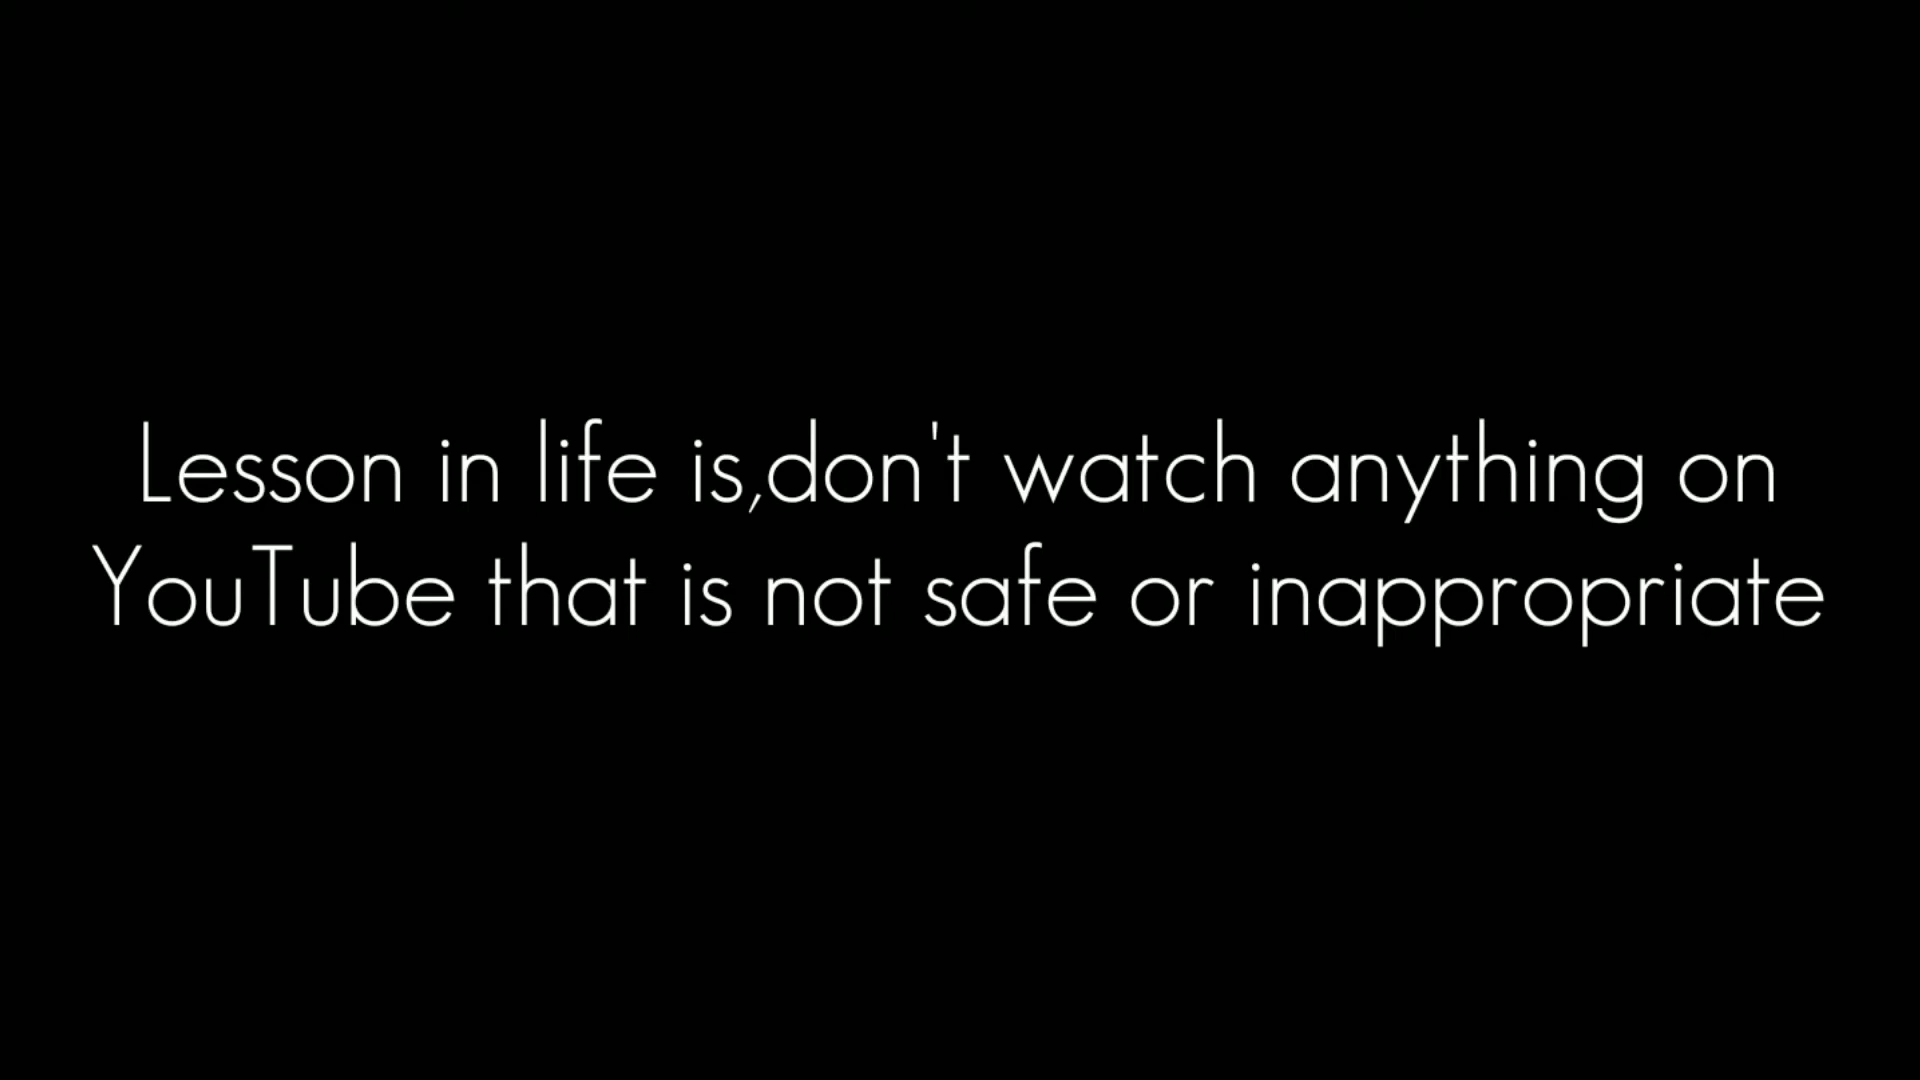 Lesson in life is,don't watch anything on
YouTube that is not safe or inappropriate